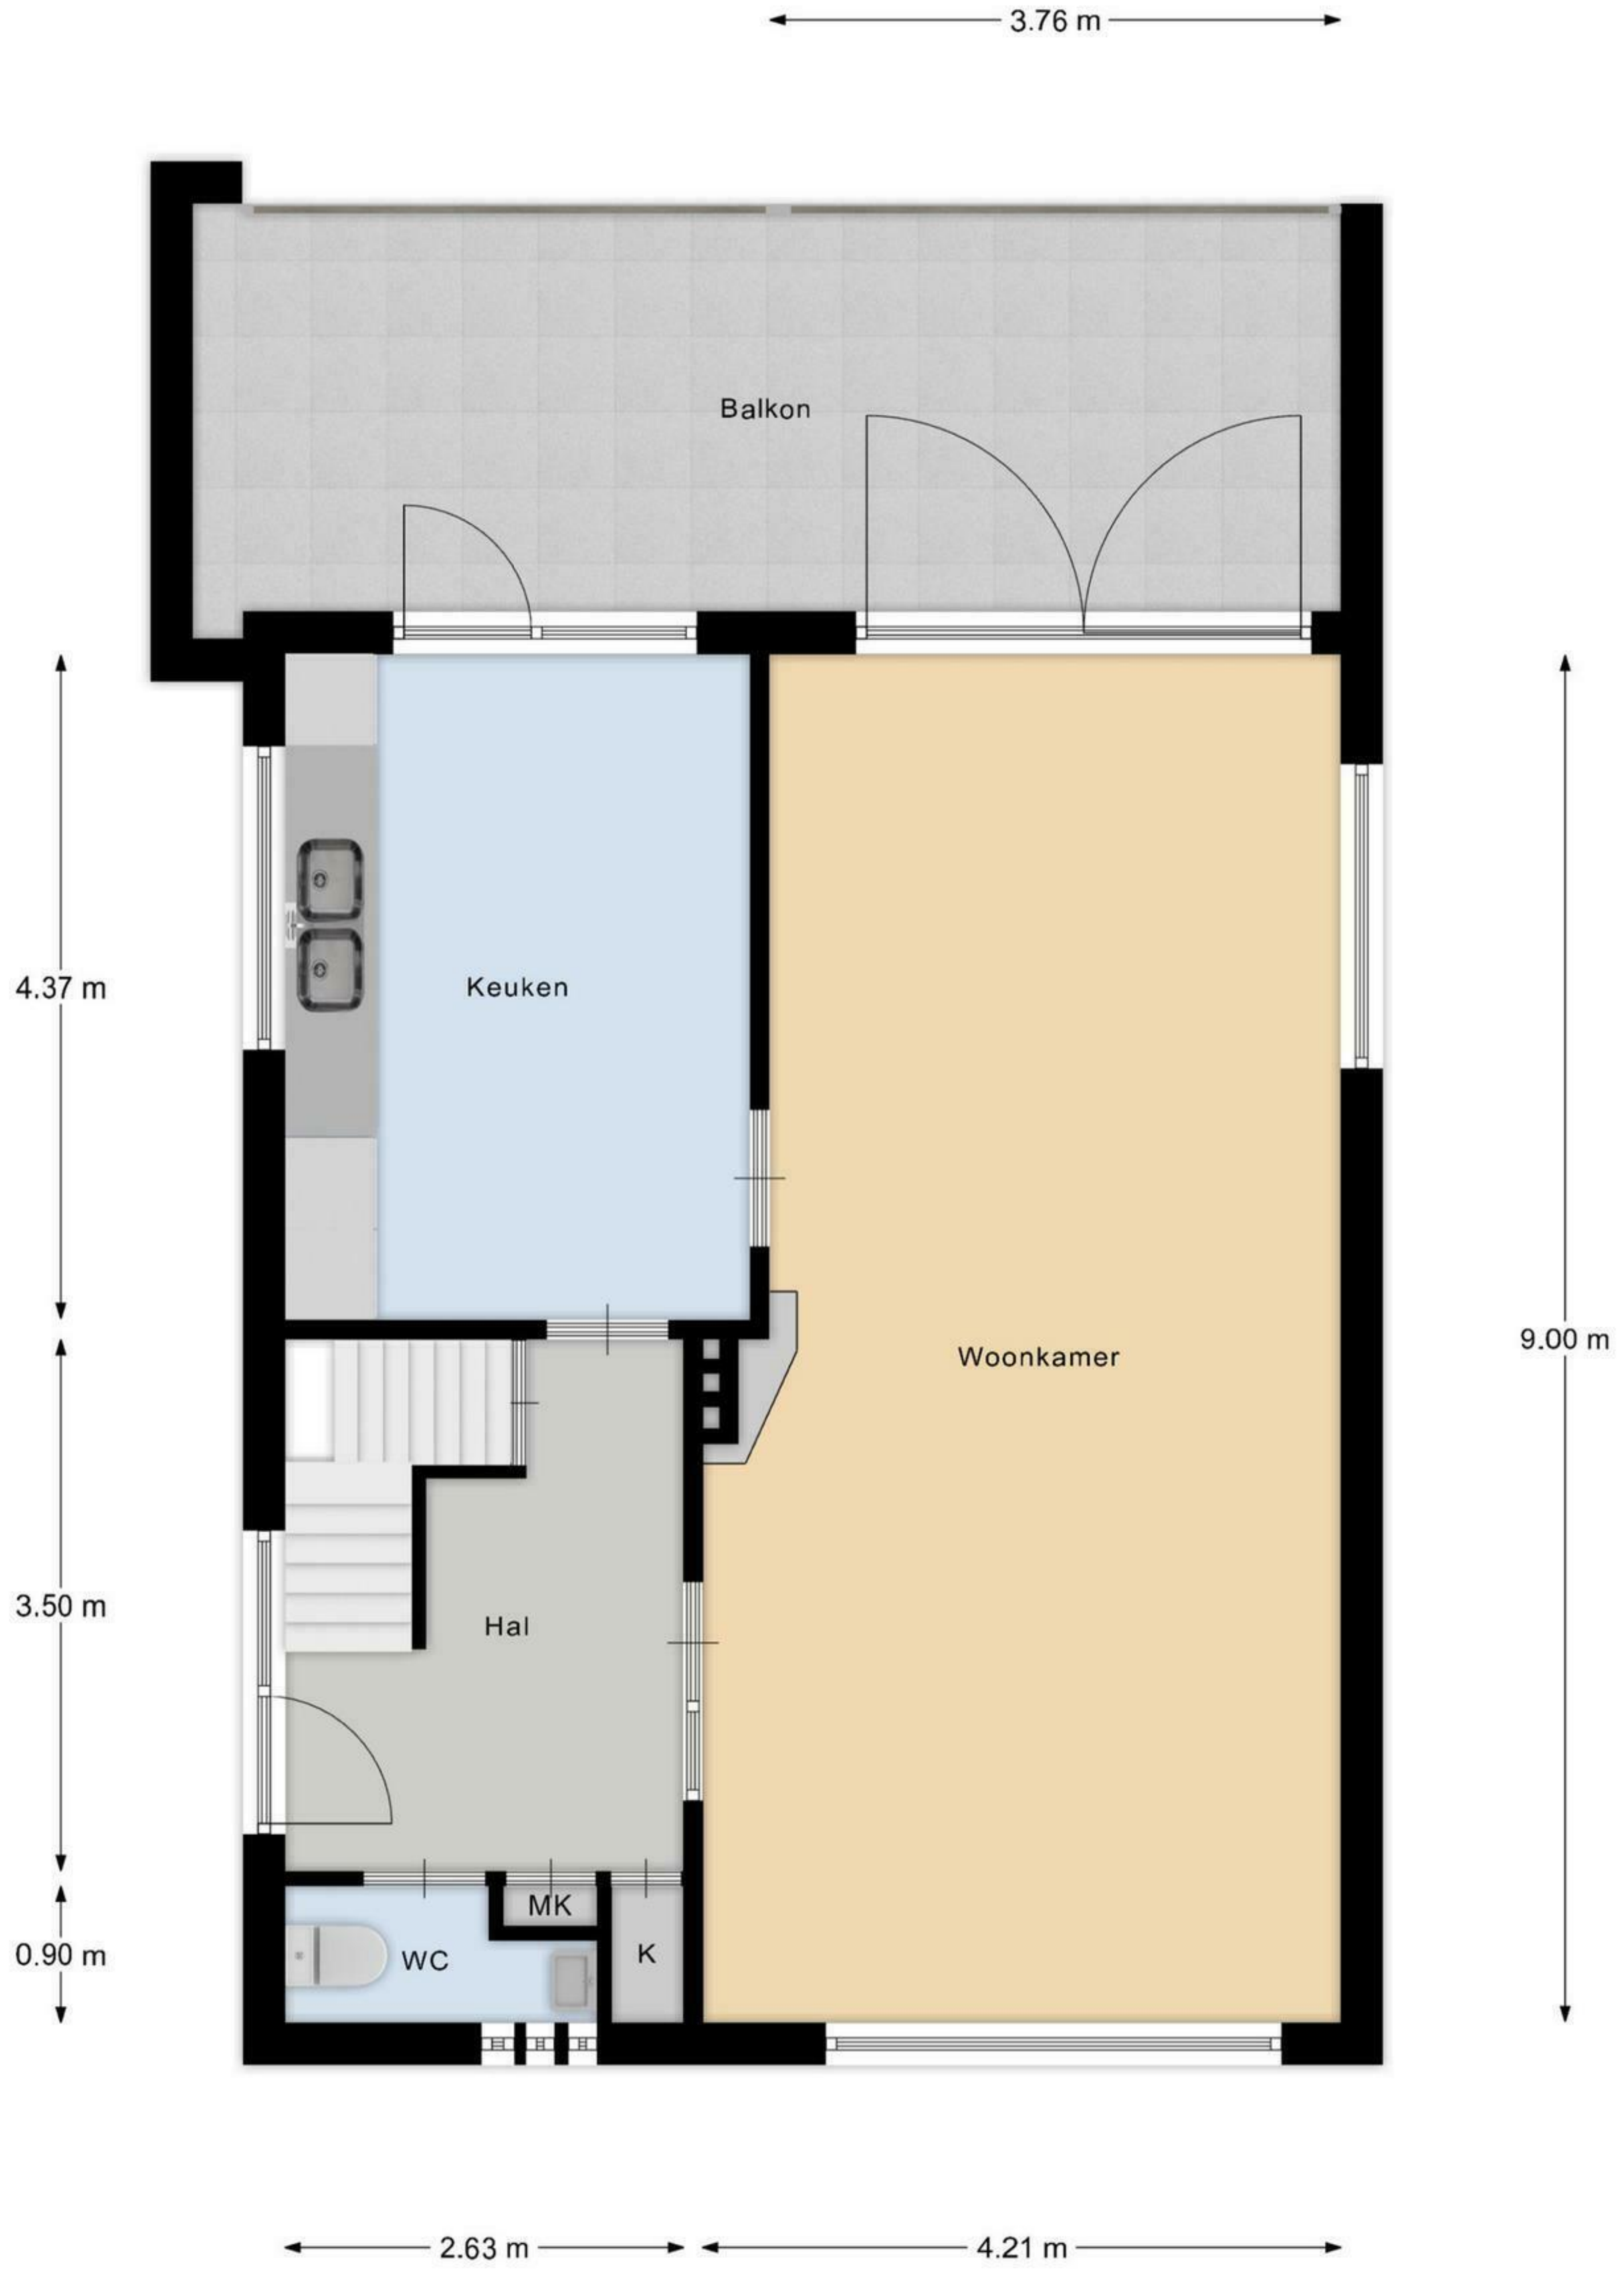 3.76 m
Balkon
4.37 m
Keuken
9.00 m
Woonkamer
3.50 m
Hal
MK
0.90 m
WC
K
2.63 m
4.21 m